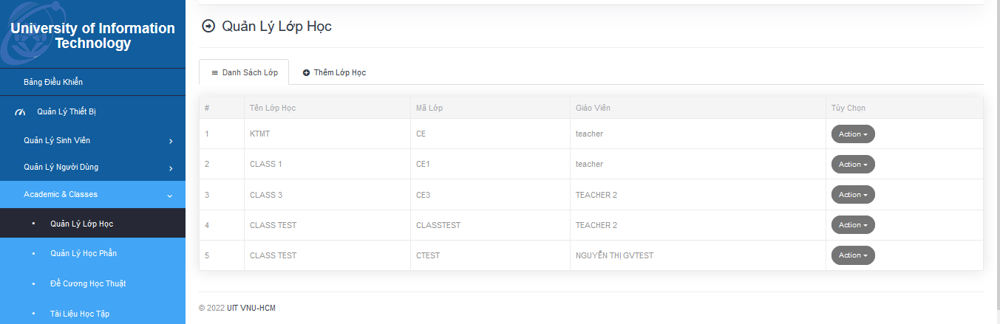 University of Information
Technology
Bảng Điều Khiển
Quản Lý Thiết Bị
Quản Lý Sinh Viên
Quản Lý Người Dùng
Academic & Classes
• Quản Lý Lớp Học
• Quản Lý Học Phần
• Đề Cương Học Thuật
• Tài Liệu Học Tập
Quản Lý Lớp Học
Danh Sách Lớp Thêm Lớp Học
# Tên Lớp Học Mã Lớp Giáo Viên Tùy Chọn
1 KTMT CE teacher Action
2 CLASS 1 CE1 teacher Action
3 CLASS 3 CE3 TEACHER 2 Action
4 CLASS TEST CLASSTEST TEACHER 2 Action
5 CLASS TEST CTEST NGUYỄN THỊ GVTEST Action
© 2022 UIT VNU-HCM